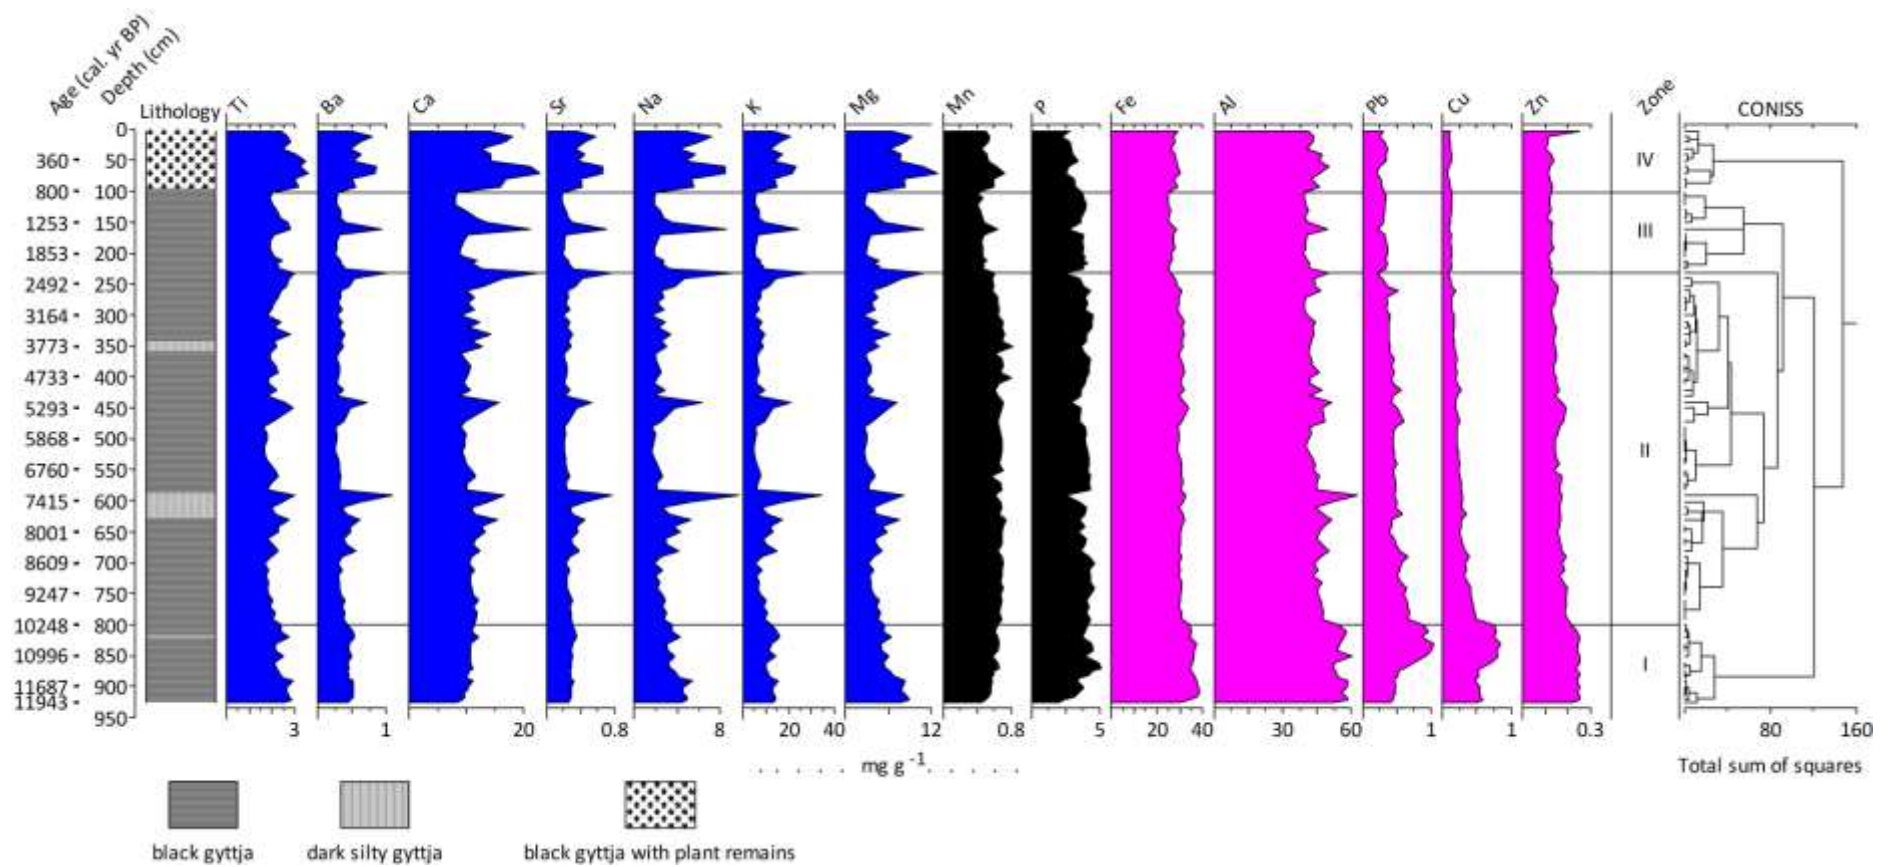 Age (cal. yr BP)
Depth (cm)
Lithology
Ti
Ba
Ca
Sr
Na
K
Mg
Mn
P
Fe
Al
Pb
Cu
Zn
Zone
CONISS
0
360 50
800 100
1253 150
1853 200
2492 250
3164 300
3773 350
4733 400
5293 450
5868 500
6760 550
7415 600
8001 650
8609 700
9247 750
10248 800
10996 850
11687 900
11943
950
IV
III
II
I
3 1 20 0.8 8 20 40 12 0.8 5 20 40 30 60 1 1 0.3 80 160
mg g -1
Total sum of squares
black gyttja dark silty gyttja black gyttja with plant remains